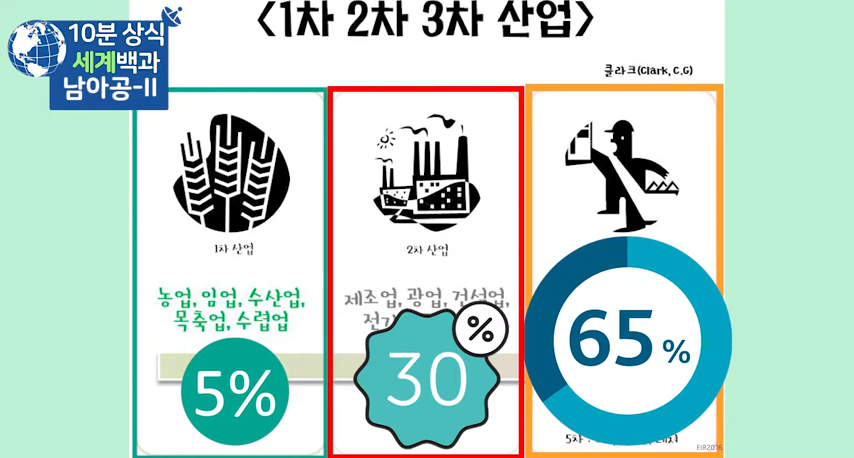 <1차 2차 3차 산업>
10분 상식
세계백과
남아공-II
클라크(Clark, C.G)
1차 산업
2차 산업
농업, 임업, 수산업,
목축업, 수렵업
제조업, 광업, 건설업,
5%
30
%
65 %
5차 :
FIR2016